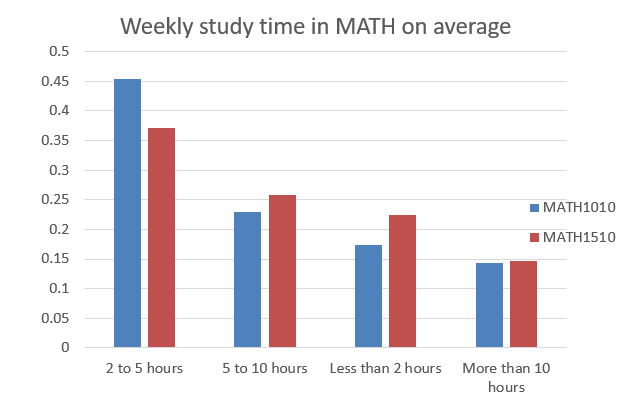 Weekly study time in MATH on average
0.5
0.45
0.4
0.35
0.3
0.25
0.2
0.15
0.1
0.05
0
2 to 5 hours
5 to 10 hours
Less than 2 hours
More than 10
hours
MATH1010
MATH1510